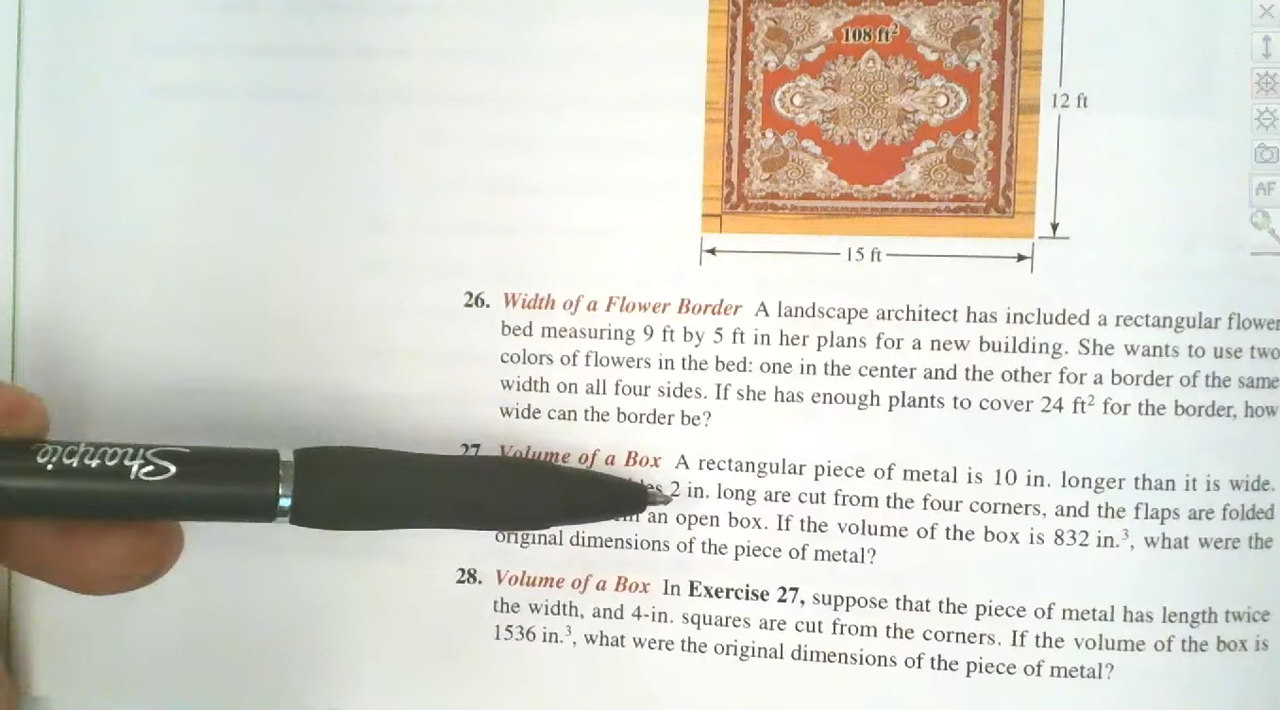 108 ft²
12 ft
15 ft
26. Width of a Flower Border A landscape architect has included a rectangular flower
bed measuring 9 ft by 5 ft in her plans for a new building. She wants to use two
colors of flowers in the bed: one in the center and the other for a border of the same
width on all four sides. If she has enough plants to cover 24 ft² for the border, how
wide can the border be?
27. Volume of a Box A rectangular piece of metal is 10 in. longer than it is wide.
2 in. long are cut from the four corners, and the flaps are folded
an open box. If the volume of the box is 832 in.³, what were the
original dimensions of the piece of metal?
28. Volume of a Box In Exercise 27, suppose that the piece of metal has length twice
the width, and 4-in. squares are cut from the corners. If the volume of the box is
1536 in.³, what were the original dimensions of the piece of metal?
Sharpie
AF